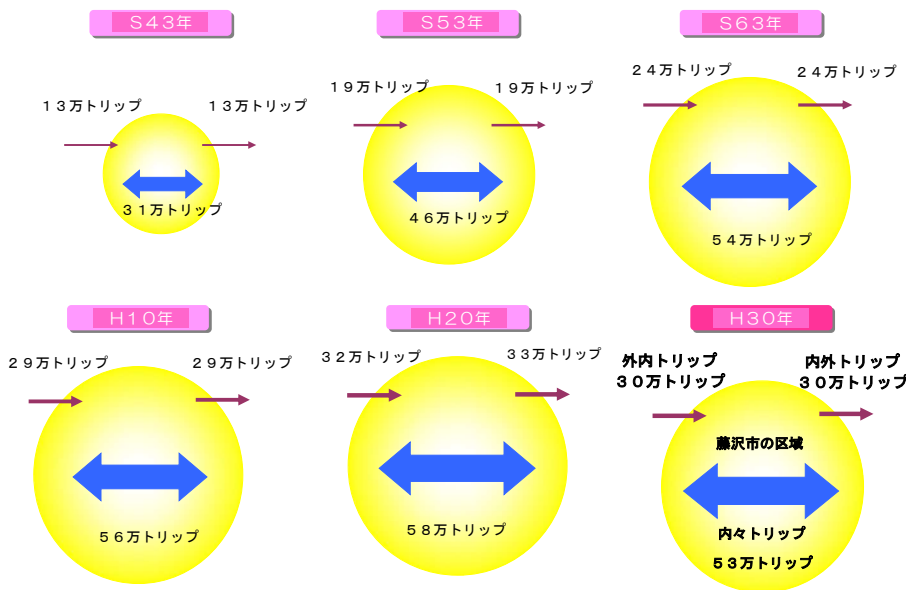 S43年
13万トリップ
13万トリップ
31万トリップ
S53年
19万トリップ
19万トリップ
46万トリップ
S63年
24万トリップ
24万トリップ
54万トリップ
H10年
29万トリップ
29万トリップ
56万トリップ
H20年
32万トリップ
33万トリップ
58万トリップ
H30年
外内トリップ
30万トリップ
内外トリップ
30万トリップ
藤沢市の区域
内々トリップ
53万トリップ